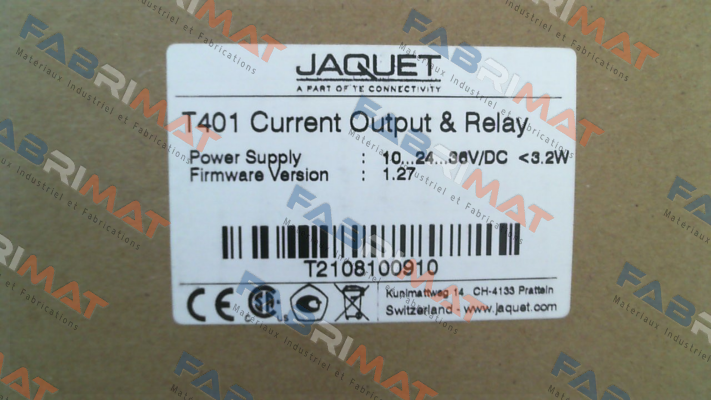 JAQUET
A PART OF TE CONNECTIVITY
T401 Current Output & Relay
Power Supply : 10...24...36V/DC <3.2W
Firmware Version : 1.27
T2108100910
CE
Kunimattweg 14 CH-4133 Pratteln
Switzerland - www.jaquet.com
FABRIMAT
Materiaux Industriel et Fabrications